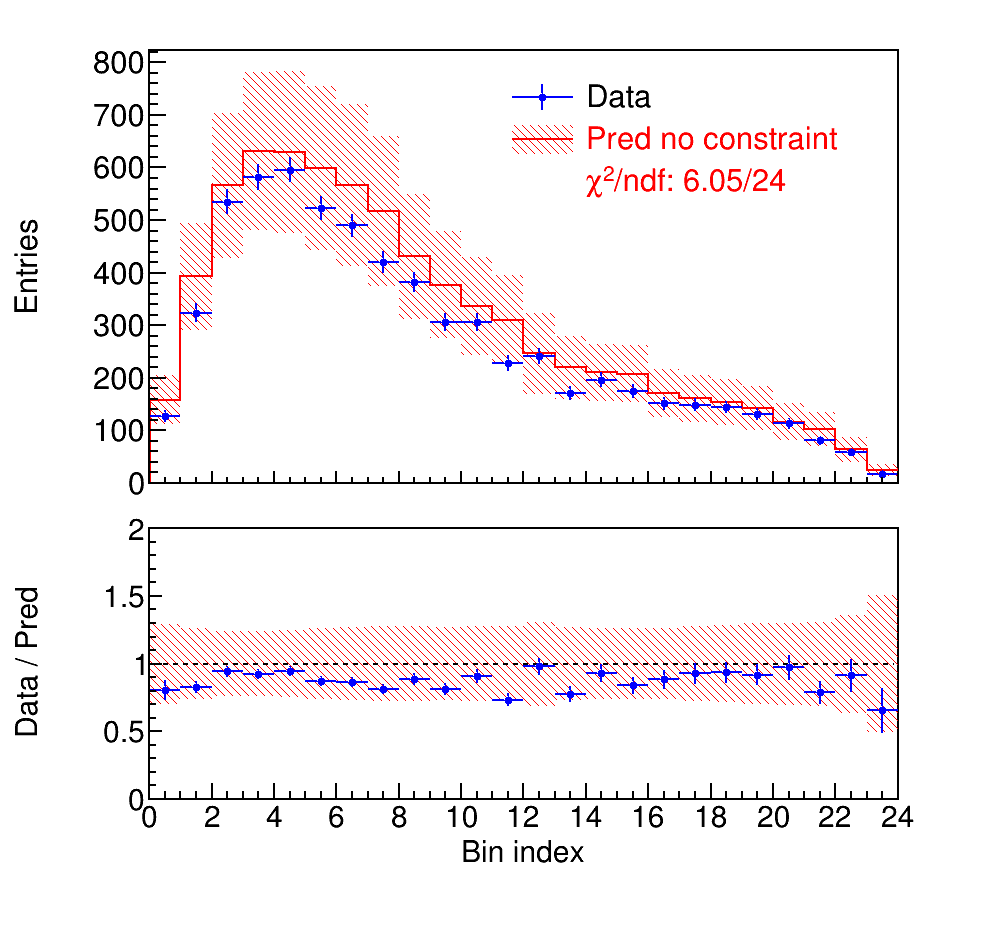 800
700
600
500
400
300
200
100
0
Entries
Data
Pred no constraint
χ²/ndf: 6.05/24
2
1.5
1
0.5
0
Data / Pred
0 2 4 6 8 10 12 14 16 18 20 22 24
Bin index